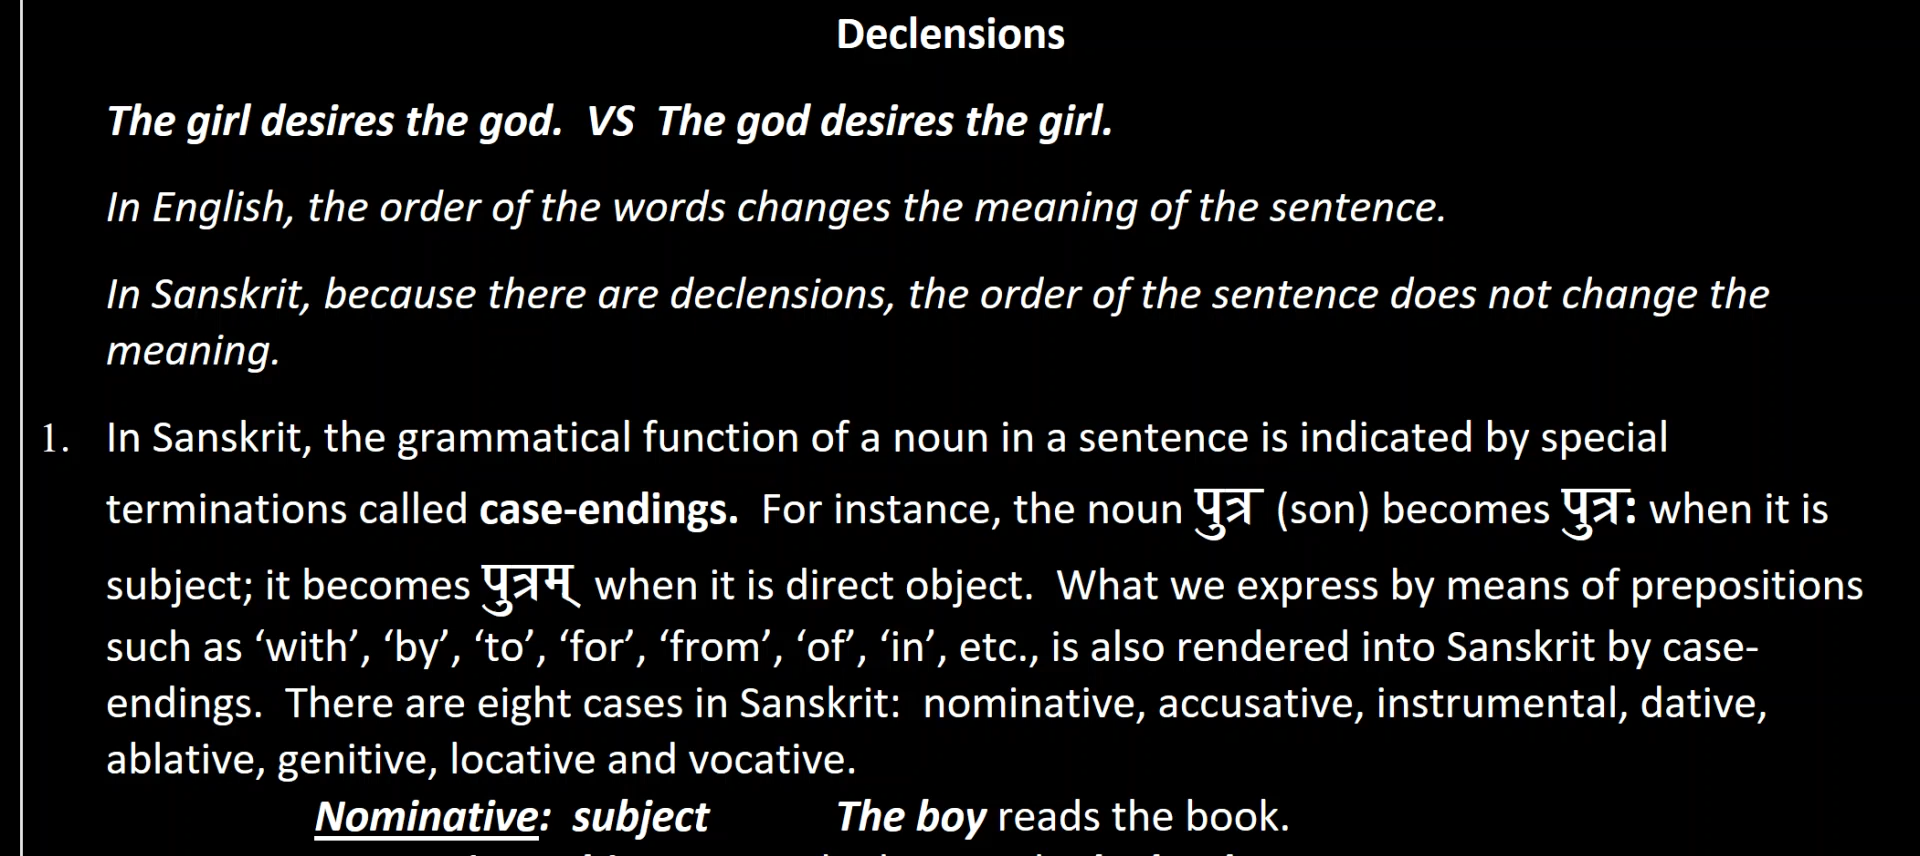 Declensions
The girl desires the god.  VS  The god desires the girl.
In English, the order of the words changes the meaning of the sentence.
In Sanskrit, because there are declensions, the order of the sentence does not change the
meaning.
1. In Sanskrit, the grammatical function of a noun in a sentence is indicated by special
terminations called case-endings.  For instance, the noun पुत्र (son) becomes पुत्र: when it is
subject; it becomes पुत्रम् when it is direct object.  What we express by means of prepositions
such as ‘with’, ‘by’, ‘to’, ‘for’, ‘from’, ‘of’, ‘in’, etc., is also rendered into Sanskrit by case-
endings.  There are eight cases in Sanskrit:  nominative, accusative, instrumental, dative,
ablative, genitive, locative and vocative.
Nominative:  subject The boy reads the book.